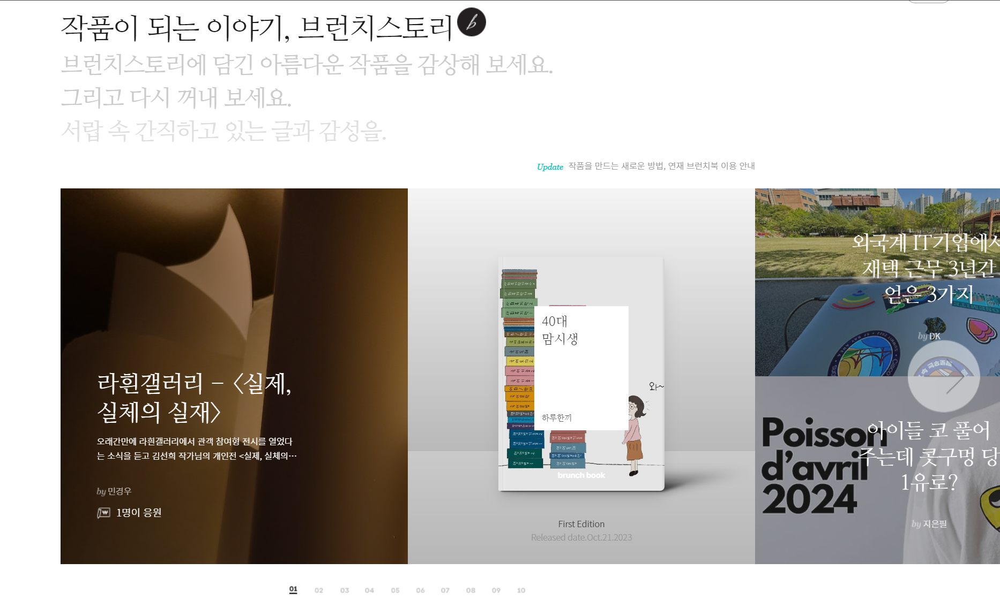 작품이 되는 이야기, 브런치스토리
브런치스토리에 담긴 아름다운 작품을 감상해 보세요.
그리고 다시 꺼내 보세요.
서랍 속 간직하고 있는 글과 감성을.
Update 작품을 만드는 새로운 방법, 연재 브런치북 이용 안내
라흰갤러리 - <실제,
실체의 실재>
오래간만에 라흰갤러리에서 관객 참여형 전시를 열었다
는 소식을 듣고 김선희 작가님의 개인전 <실제, 실체의…
by 민경우
1명이 응원
40대
맘시생
하루한끼
와~
brunch book
First Edition
Released date.Oct.21.2023
외국계 IT기업에서
재택 근무 3년간
얻은 3가지
by DK
Poisson
d'avril
2024
아이들 코 풀어
주는데 콧구멍 당
1유로?
by 지은필
01 02 03 04 05 06 07 08 09 10